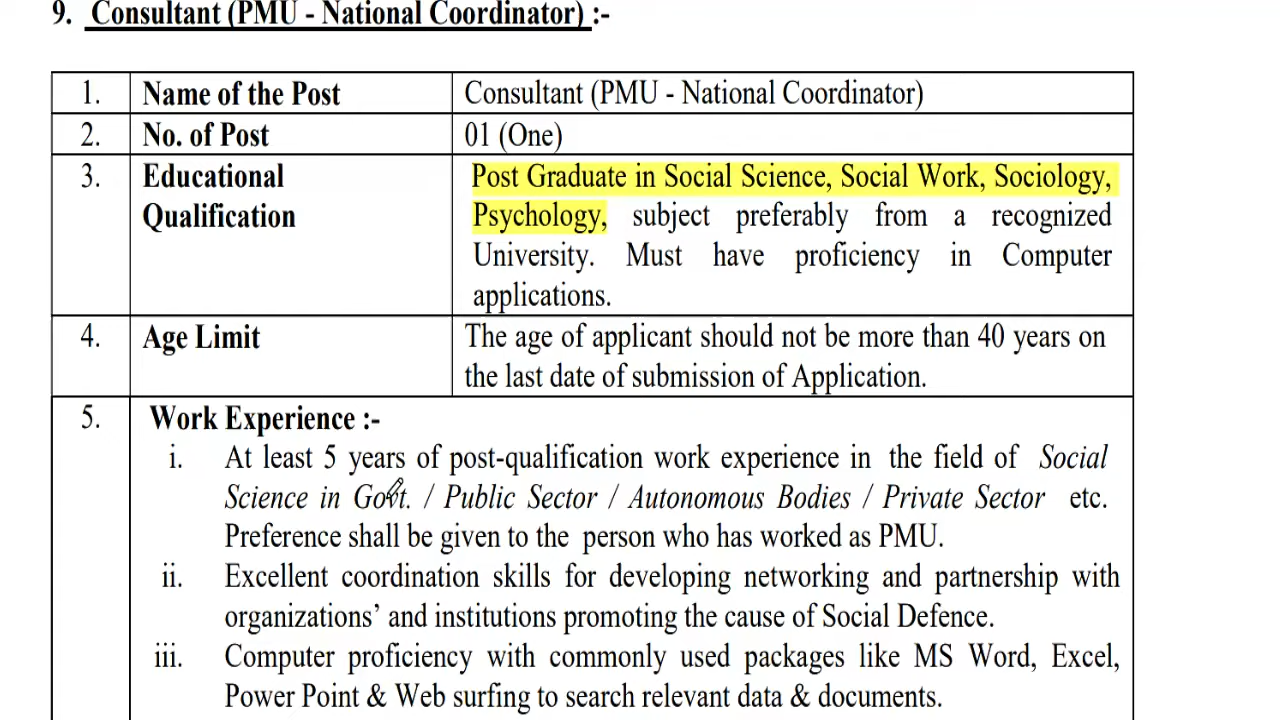 9. Consultant (PMU - National Coordinator) :-
1. Name of the Post Consultant (PMU - National Coordinator)
2. No. of Post 01 (One)
3. Educational Qualification Post Graduate in Social Science, Social Work, Sociology,
Psychology, subject preferably from a recognized
University. Must have proficiency in Computer
applications.
4. Age Limit The age of applicant should not be more than 40 years on
the last date of submission of Application.
5. Work Experience :-
i. At least 5 years of post-qualification work experience in the field of Social
Science in Govt. / Public Sector / Autonomous Bodies / Private Sector etc.
Preference shall be given to the person who has worked as PMU.
ii. Excellent coordination skills for developing networking and partnership with
organizations’ and institutions promoting the cause of Social Defence.
iii. Computer proficiency with commonly used packages like MS Word, Excel,
Power Point & Web surfing to search relevant data & documents.